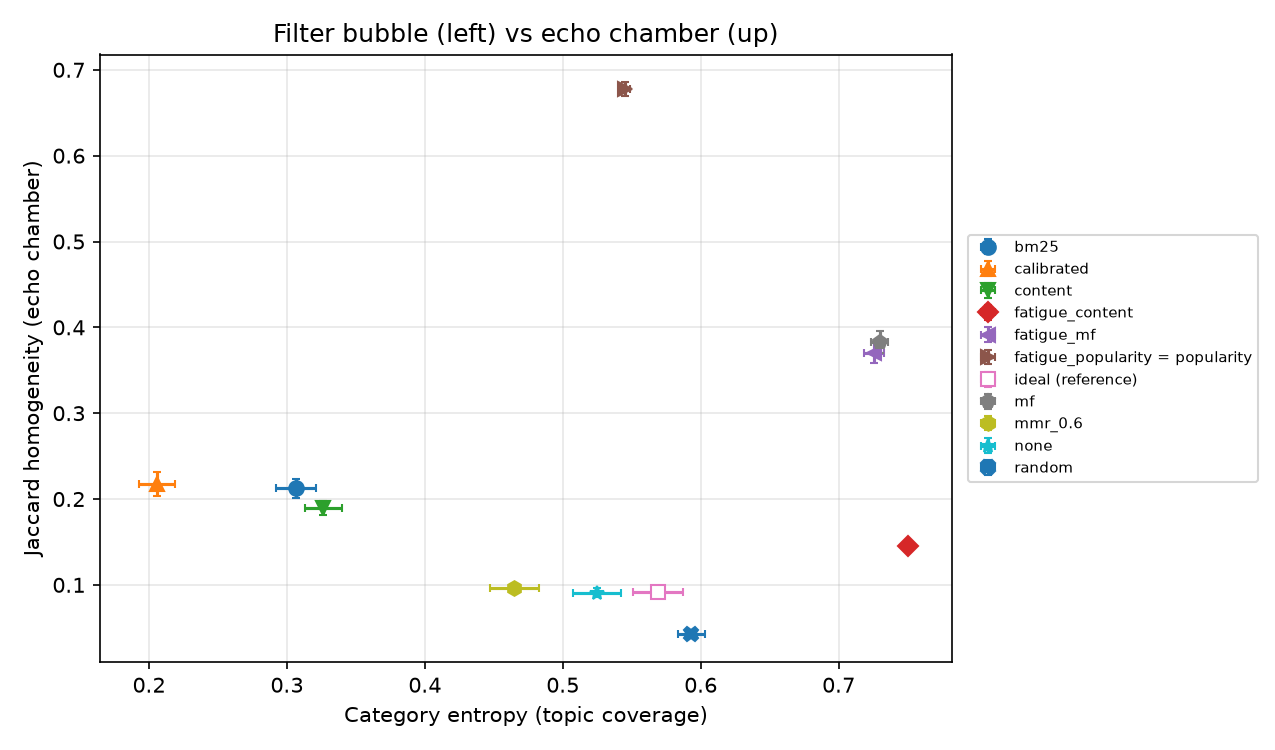 Filter bubble (left) vs echo chamber (up)
Jaccard homogeneity (echo chamber)
0.7
0.6
0.5
0.4
0.3
0.2
0.1
0.2 0.3 0.4 0.5 0.6 0.7
Category entropy (topic coverage)
bm25
calibrated
content
fatigue_content
fatigue_mf
fatigue_popularity = popularity
ideal (reference)
mf
mmr_0.6
none
random